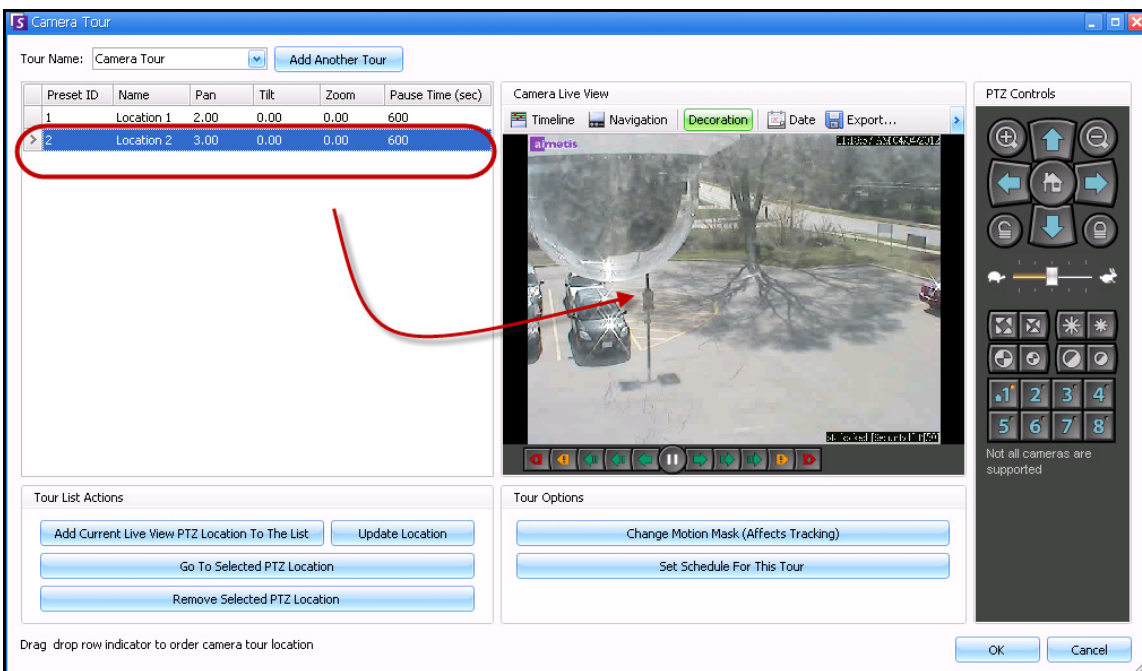 Camera Tour
Tour Name: Camera Tour Add Another Tour
Preset ID Name Pan Tilt Zoom Pause Time (sec)
1 Location 1 2.00 0.00 0.00 600
> 2 Location 2 3.00 0.00 0.00 600
Camera Live View
Timeline Navigation Decoration Date Export...
aimetis
04/04/2012
PTZ Controls
1 2 3 4
5 6 7 8
Not all cameras are
supported
Tour List Actions
Add Current Live View PTZ Location To The List Update Location
Go To Selected PTZ Location
Remove Selected PTZ Location
Tour Options
Change Motion Mask (Affects Tracking)
Set Schedule For This Tour
Drag drop row indicator to order camera tour location
OK Cancel